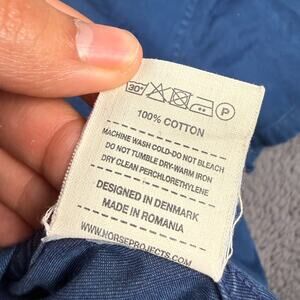 30°
P
100% COTTON
MACHINE WASH COLD-DO NOT BLEACH
DO NOT TUMBLE DRY-WARM IRON
DRY CLEAN PERCHLORETHYLENE
DESIGNED IN DENMARK
MADE IN ROMANIA
WWW.NORSEPROJECTS.COM